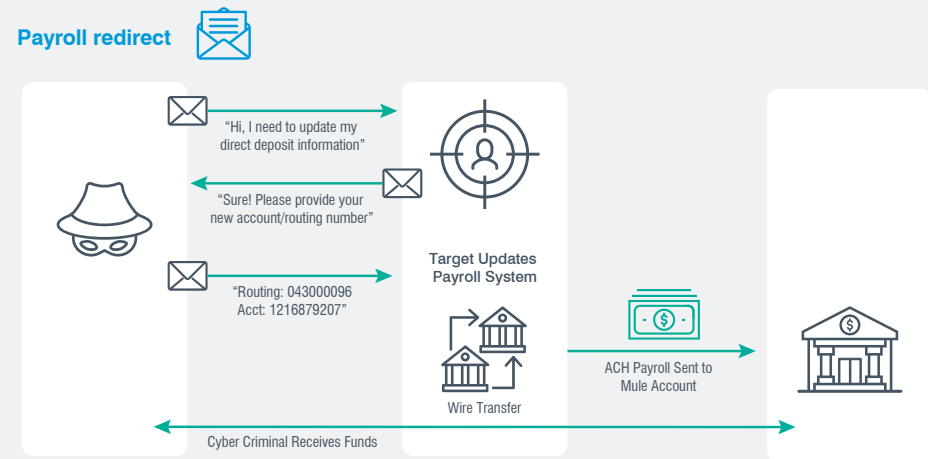 Payroll redirect
“Hi, I need to update my
direct deposit information”
“Sure! Please provide your
new account/routing number”
“Routing: 043000096
Acct: 1216879207”
Target Updates
Payroll System
Wire Transfer
$
ACH Payroll Sent to
Mule Account
$
Cyber Criminal Receives Funds